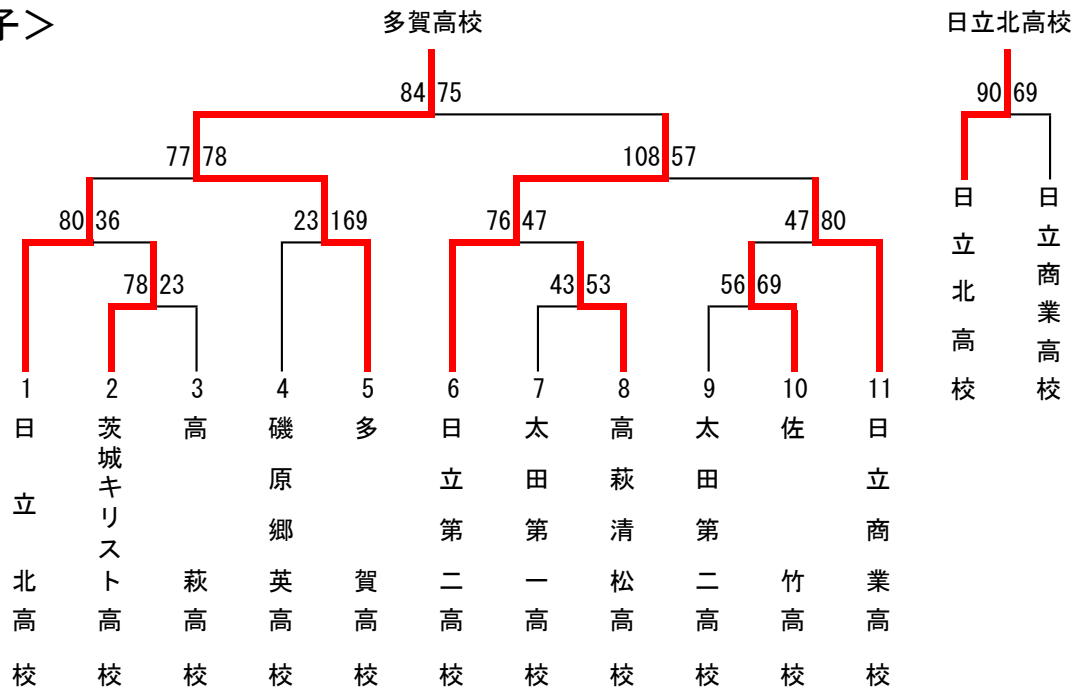 子＞
多賀高校
日立北高校
84 75
90 69
77 78
108 57
80 36
23 169
76 47
47 80
78 23
43 53
56 69
日立北高校
日立商業高校
1 2 3 4 5 6 7 8 9 10 11
日立北高校
茨城キリスト高校
高萩高校
磯原郷英高校
多賀高校
日立第二高校
太田第一高校
高萩清松高校
太田第二高校
佐竹高校
日立商業高校